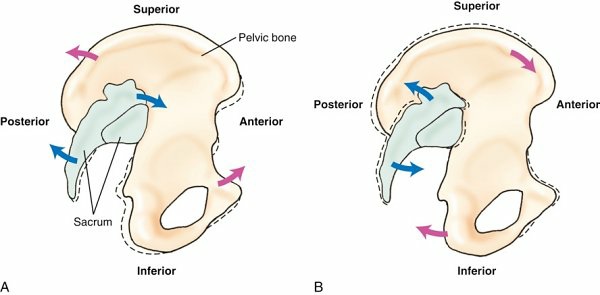 Superior
Pelvic bone
Posterior
Anterior
Sacrum
Inferior
A
Superior
Posterior
Anterior
Inferior
B